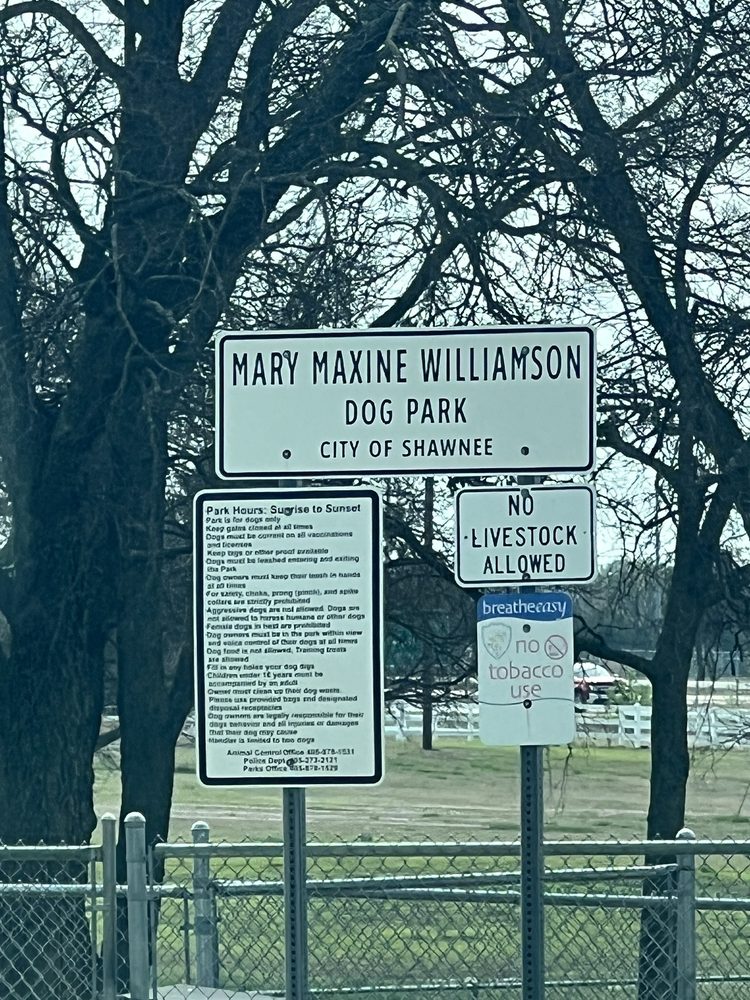 MARY MAXINE WILLIAMSON
DOG PARK
CITY OF SHAWNEE
Park Hours: Sunrise to Sunset
Park is for dogs only
Keep gates closed at all times
Dogs must be current on all vaccinations
and licenses
Keep tags or other proof available
Dogs must be leashed entering and exiting
the Park
Dog owners must keep their leash in hands
at all times
For safety, choke, prong (pinch), and spike
collars are strictly prohibited
Aggressive dogs are not allowed. Dogs are
not allowed to harass humans or other dogs
Female dogs in heat are prohibited
Dog owners must be in the park within view
and voice control of their dogs at all times
Dog food is not allowed, Training treats
are allowed
Fill in any holes your dog digs
Children under 16 years must be
accompanied by an adult
Owner must clean up their dog waste.
Please use provided bags and designated
disposal receptacles
Dog owners are legally responsible for their
dogs behavior and all injuries or damages
that their dog may cause
Handler is limited to two dogs
Animal Control Office
Police Dept 405-273-2121
Parks Office
NO
LIVESTOCK
ALLOWED
breatheeasy
no
tobacco
use